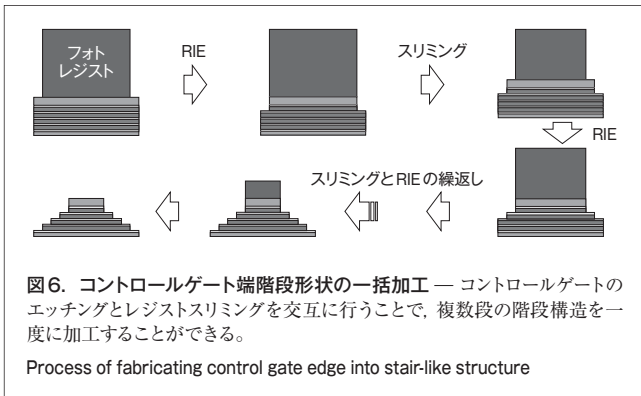 フォト
レジスト
RIE
スリミング
RIE
スリミングとRIEの繰返し
図6. コントロールゲート端階段形状の一括加工 — コントロールゲートの
エッチングとレジストスリミングを交互に行うことで, 複数段の階段構造を一
度に加工することができる。
Process of fabricating control gate edge into stair-like structure